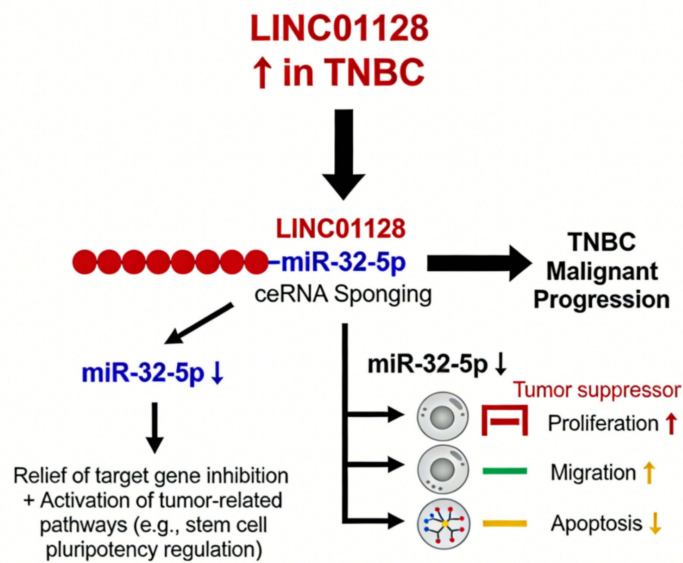 LINC01128
↑ in TNBC
LINC01128
miR-32-5p
ceRNA Sponging
TNBC
Malignant
Progression
miR-32-5p ↓
Relief of target gene inhibition
+ Activation of tumor-related
pathways (e.g., stem cell
pluripotency regulation)
miR-32-5p ↓
Tumor suppressor
Proliferation ↑
Migration ↑
Apoptosis ↓